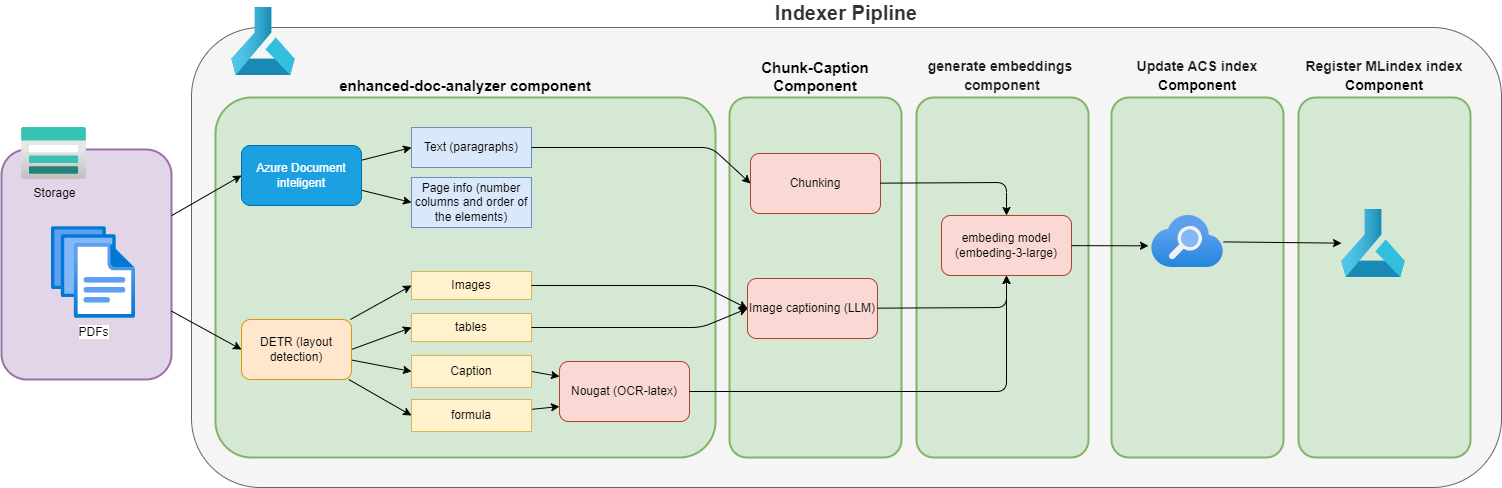 Indexer Pipline
enhanced-doc-analyzer component
Chunk-Caption
Component
generate embeddings
component
Update ACS index
Component
Register MLindex index
Component
Storage
PDFs
Azure Document
inteligent
Text (paragraphs)
Page info (number
columns and order of
the elements)
DETR (layout
detection)
Images
tables
Caption
formula
Nougat (OCR-latex)
Chunking
Image captioning (LLM)
embeding model
(embeding-3-large)